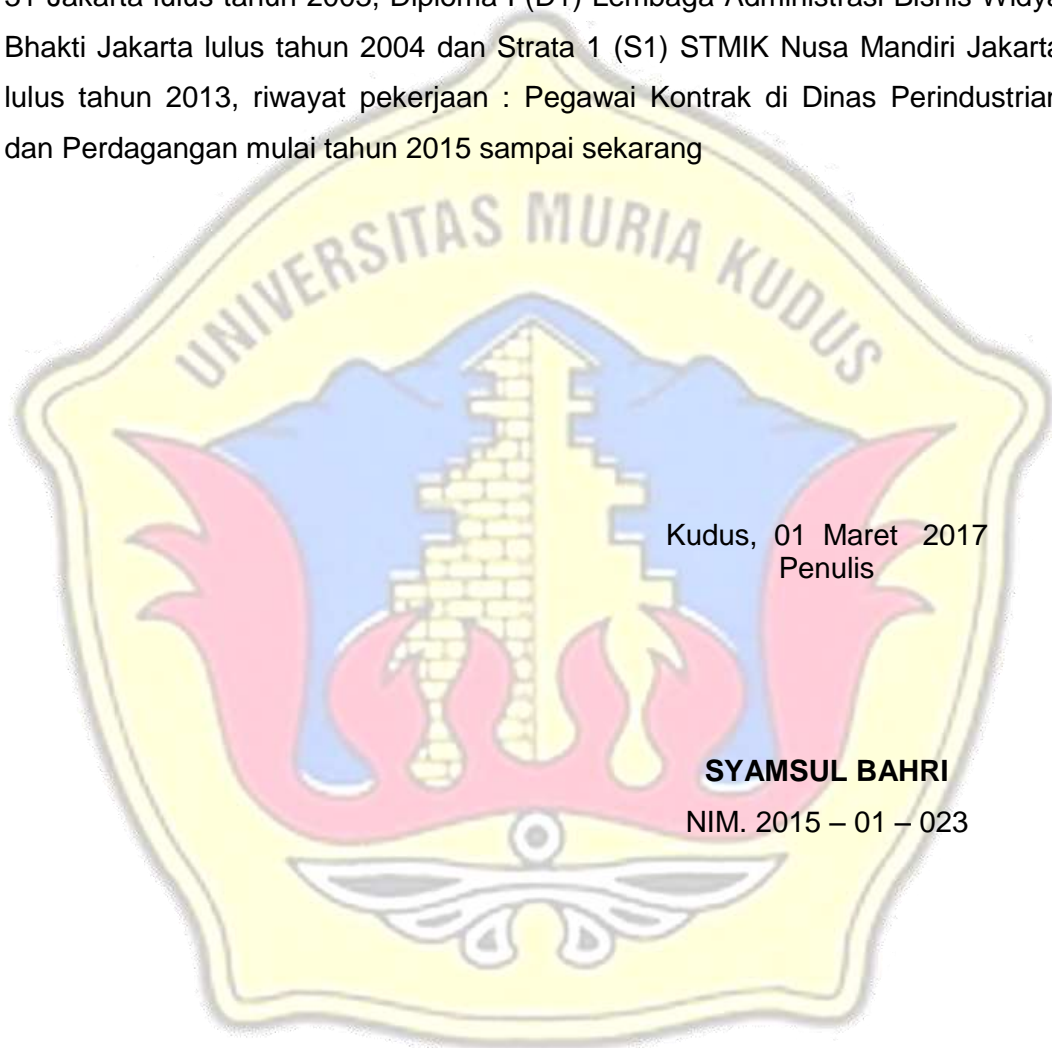 31 Jakarta lulus tahun 2003, Diploma I (D1) Lembaga Administrasi Bisnis Widya
Bhakti Jakarta lulus tahun 2004 dan Strata 1 (S1) STMIK Nusa Mandiri Jakarta
lulus tahun 2013, riwayat pekerjaan : Pegawai Kontrak di Dinas Perindustrian
dan Perdagangan mulai tahun 2015 sampai sekarang
UNIVERSITAS MURIA KUDUS
Kudus, 01 Maret 2017
Penulis
SYAMSUL BAHRI
NIM. 2015 – 01 – 023